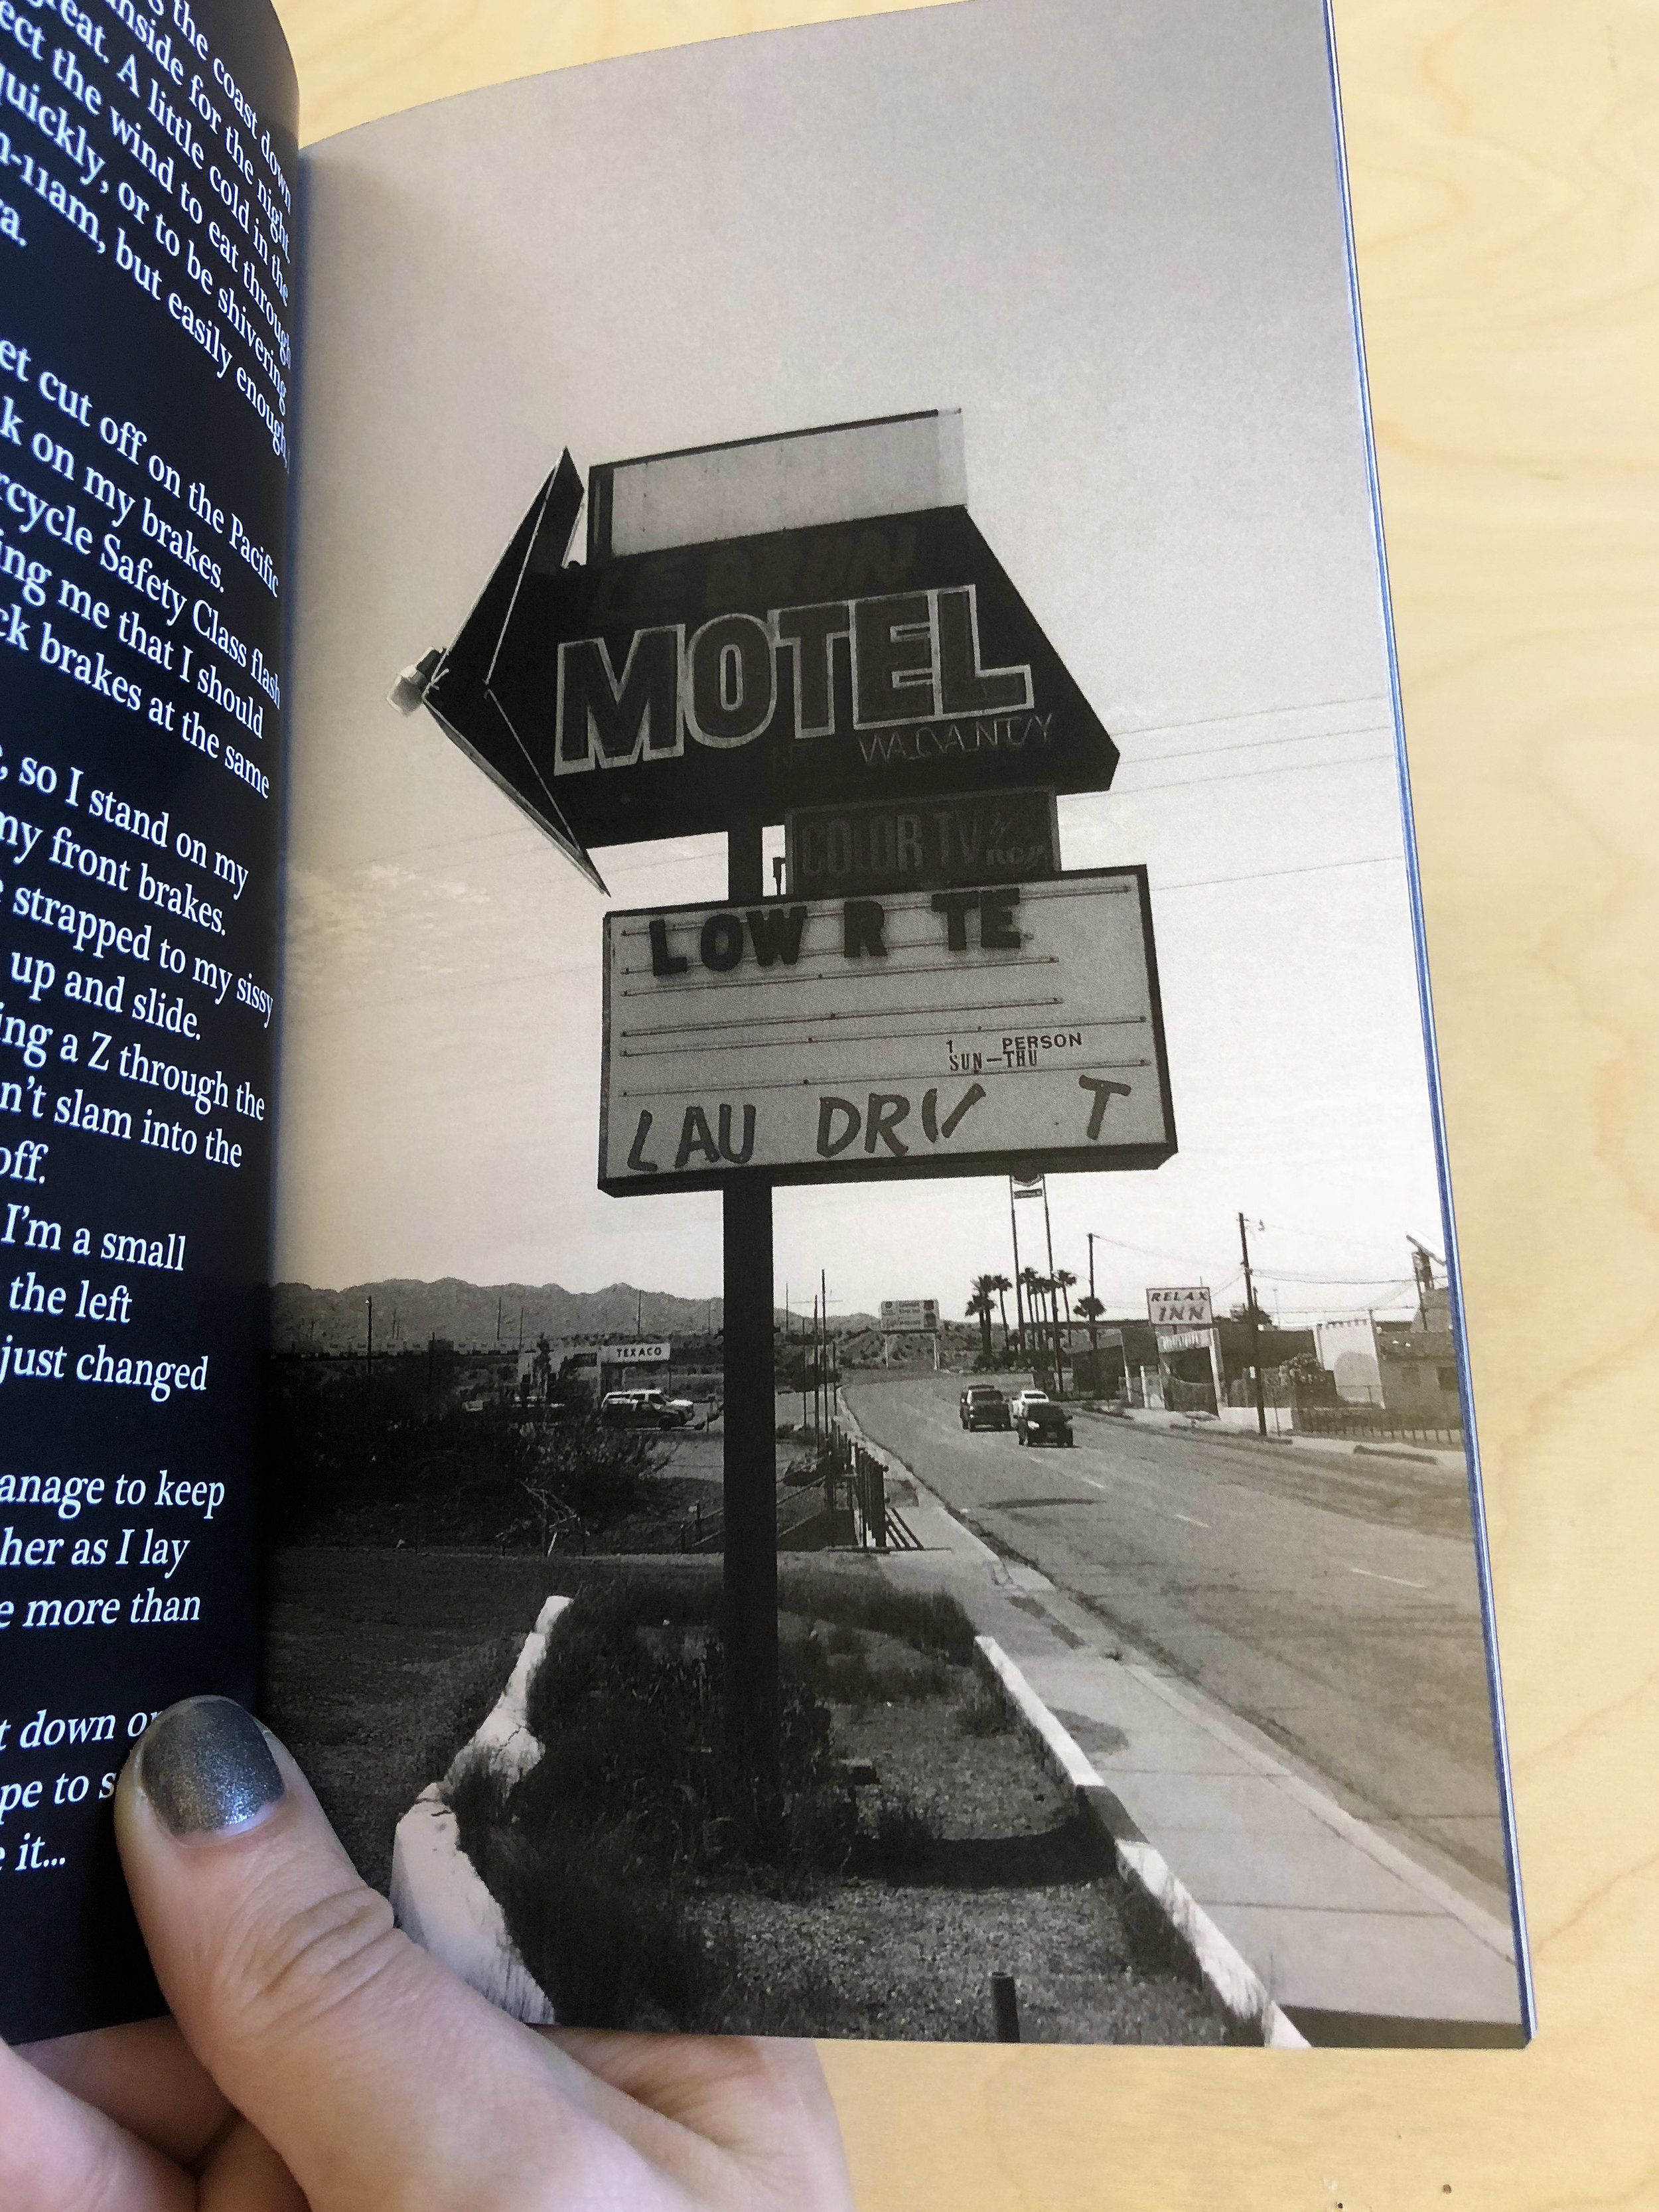 the coast down
nside for the night
reat. A little cold in the
ect the wind to eat through
quickly, or to be shivering
-11am, but easily enough
ra.
et cut off on the Pacific
k on my brakes.
rcycle Safety Class flash
ing me that I should
ck brakes at the same
, so I stand on my
my front brakes.
strapped to my sissy
up and slide.
ing a Z through the
n't slam into the
off.
I'm a small
the left
just changed
anage to keep
her as I lay
e more than
t down or
pe to s
it...
MOTEL
COLOR TV
LOW R TE
1 PERSON
SUN-THU
LAU DRV T
TEXACO
RELAX
INN